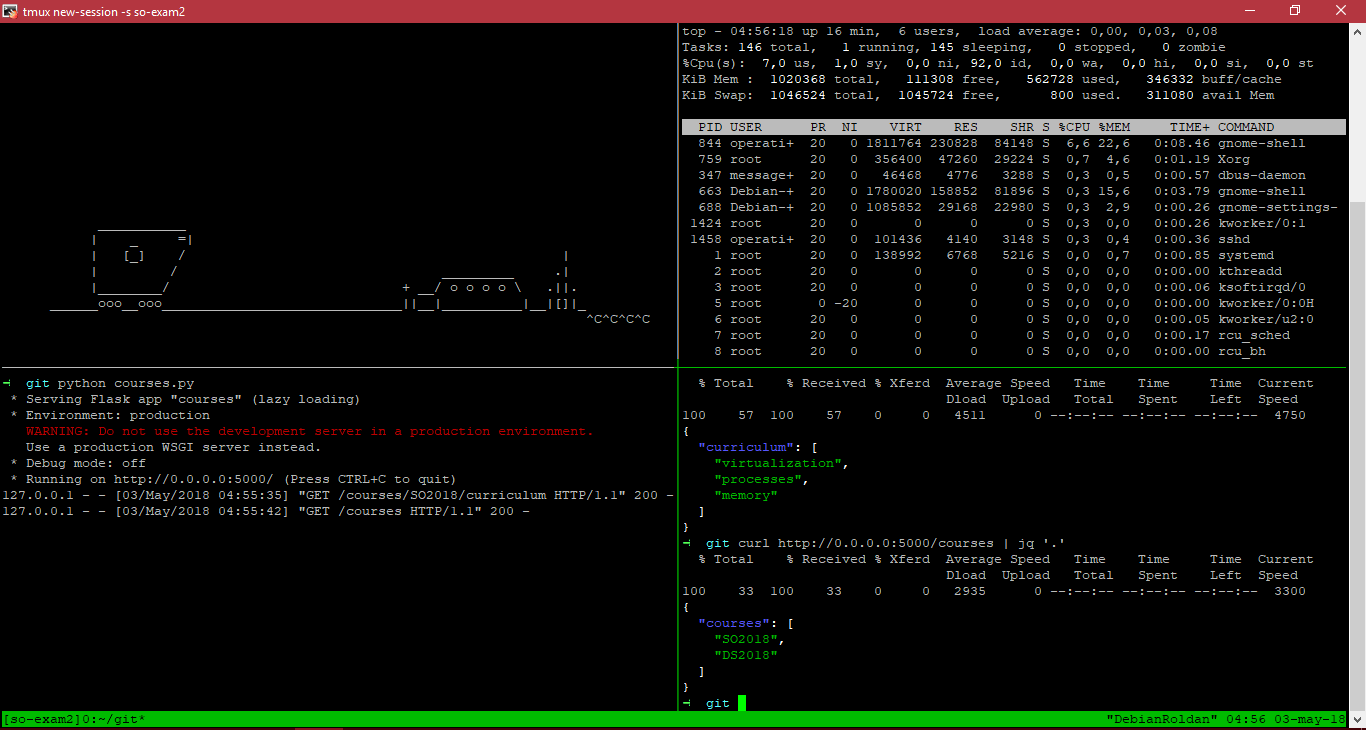 tmux new-session -s so-exam2
  ___________
 |    _     =|
 |   [_]    /
 |         /
 |________/
______ooo__ooo______________________________||__|__________|__|[]|_
+ __/ o o o o \ .||.
^C^C^C^C
top - 04:56:18 up 16 min,  6 users,  load average: 0,00, 0,03, 0,08
Tasks: 146 total,   1 running, 145 sleeping,   0 stopped,   0 zombie
%Cpu(s):  7,0 us,  1,0 sy,  0,0 ni, 92,0 id,  0,0 wa,  0,0 hi,  0,0 si,  0,0 st
KiB Mem :  1020368 total,   111308 free,   562728 used,   346332 buff/cache
KiB Swap:  1046524 total,  1045724 free,      800 used.   311080 avail Mem
PID USER      PR  NI    VIRT    RES    SHR S %CPU %MEM     TIME+ COMMAND
844 operati+  20   0 1811764 230828  84148 S  6,6 22,6   0:08.46 gnome-shell
759 root      20   0  356400  47260  29224 S  0,7  4,6   0:01.19 Xorg
347 message+  20   0   46468   4776   3288 S  0,3  0,5   0:00.57 dbus-daemon
663 Debian-+  20   0 1780020 158852  81896 S  0,3 15,6   0:03.79 gnome-shell
688 Debian-+  20   0 1085852  29168  22980 S  0,3  2,9   0:00.26 gnome-settings-
1424 root      20   0       0      0      0 S  0,3  0,0   0:00.26 kworker/0:1
1458 operati+  20   0  101436   4140   3148 S  0,3  0,4   0:00.36 sshd
1 root      20   0  138992   6768   5216 S  0,0  0,7   0:00.85 systemd
2 root      20   0       0      0      0 S  0,0  0,0   0:00.00 kthreadd
3 root      20   0       0      0      0 S  0,0  0,0   0:00.06 ksoftirqd/0
5 root       0 -20       0      0      0 S  0,0  0,0   0:00.00 kworker/0:0H
6 root      20   0       0      0      0 S  0,0  0,0   0:00.05 kworker/u2:0
7 root      20   0       0      0      0 S  0,0  0,0   0:00.17 rcu_sched
8 root      20   0       0      0      0 S  0,0  0,0   0:00.00 rcu_bh
git python courses.py
* Serving Flask app "courses" (lazy loading)
* Environment: production
WARNING: Do not use the development server in a production environment.
Use a production WSGI server instead.
* Debug mode: off
* Running on http://0.0.0.0:5000/ (Press CTRL+C to quit)
127.0.0.1 - - [03/May/2018 04:55:35] "GET /courses/SO2018/curriculum HTTP/1.1" 200 -
127.0.0.1 - - [03/May/2018 04:55:42] "GET /courses HTTP/1.1" 200 -
% Total    % Received % Xferd  Average Speed   Time    Time     Time  Current
Dload  Upload   Total   Spent    Left  Speed
100    57  100    57    0     0   4511      0 --:--:-- --:--:-- --:--:--  4750
{
"curriculum": [
"virtualization",
"processes",
"memory"
]
}
git curl http://0.0.0.0:5000/courses | jq '.'
% Total    % Received % Xferd  Average Speed   Time    Time     Time  Current
Dload  Upload   Total   Spent    Left  Speed
100    33  100    33    0     0   2935      0 --:--:-- --:--:-- --:--:--  3300
{
"courses": [
"SO2018",
"DS2018"
]
}
git
[so-exam2]0:~/git*
"DebianRoldan" 04:56 03-may-18